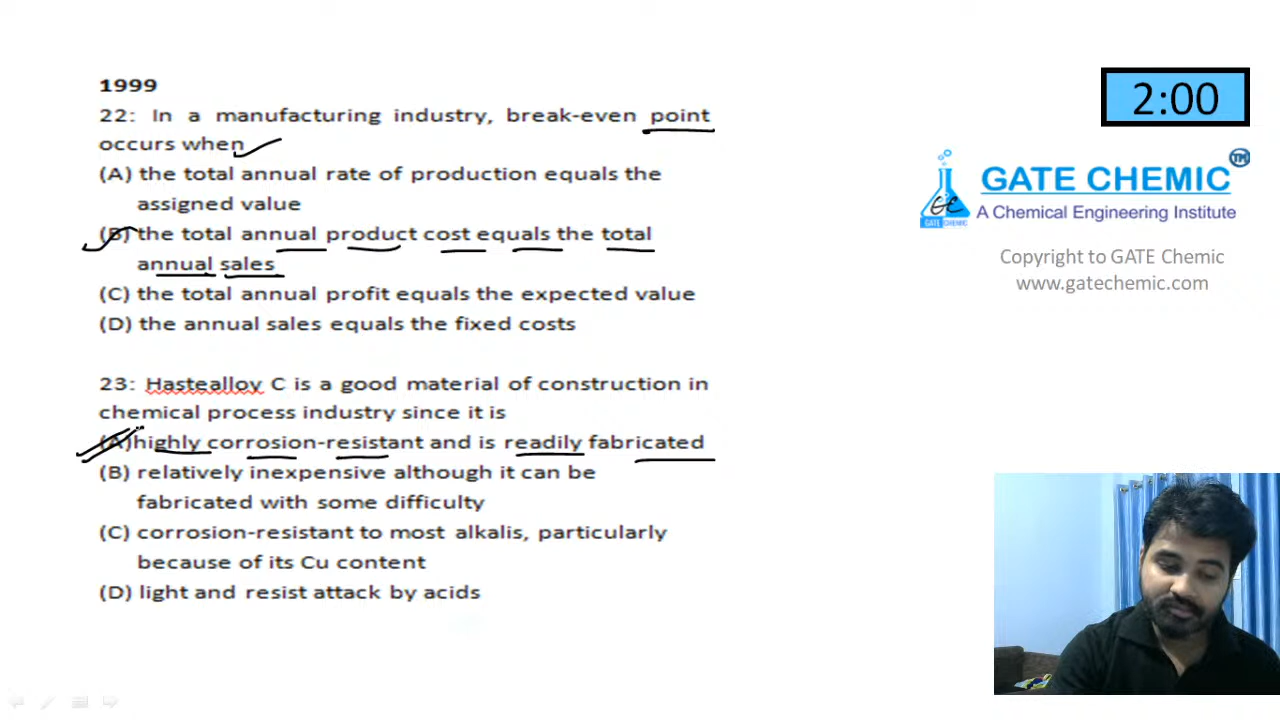 1999
22: In a manufacturing industry, break-even point
occurs when
(A) the total annual rate of production equals the
assigned value
(B) the total annual product cost equals the total
annual sales
(C) the total annual profit equals the expected value
(D) the annual sales equals the fixed costs
23: Hastealloy C is a good material of construction in
chemical process industry since it is
(A)highly corrosion-resistant and is readily fabricated
(B) relatively inexpensive although it can be
fabricated with some difficulty
(C) corrosion-resistant to most alkalis, particularly
because of its Cu content
(D) light and resist attack by acids
2:00
TM
GATE CHEMIC
A Chemical Engineering Institute
GC
GATE CHEMIC
Copyright to GATE Chemic
www.gatechemic.com